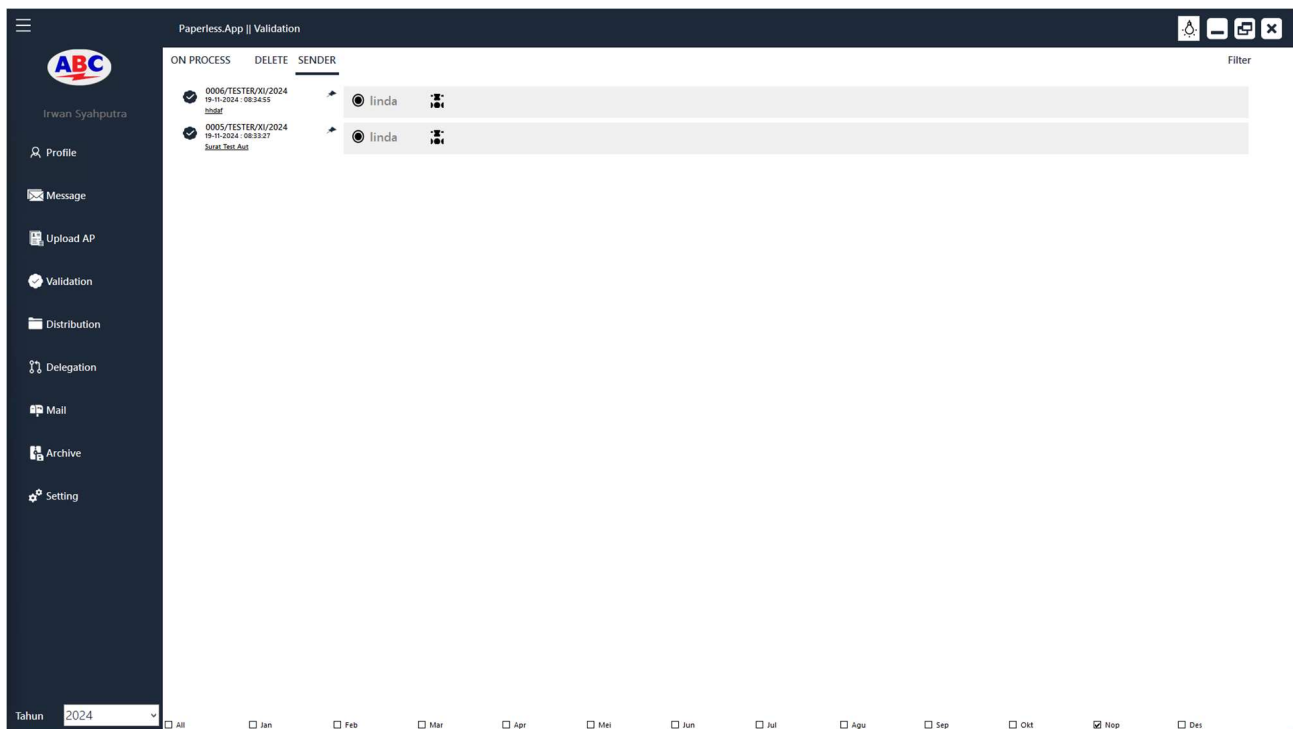 Paperless.App || Validation
ABC
Irwan Syahputra
Profile
Message
Upload AP
Validation
Distribution
Delegation
Mail
Archive
Setting
Tahun 2024
ON PROCESS DELETE SENDER Filter
0006/TESTER/XI/2024
19-11-2024 : 08:34:55
hhdaf
linda
0005/TESTER/XI/2024
19-11-2024 : 08:33:27
Surat Test Aut
linda
All Jan Feb Mar Apr Mei Jun Jul Agu Sep Okt Nop Des